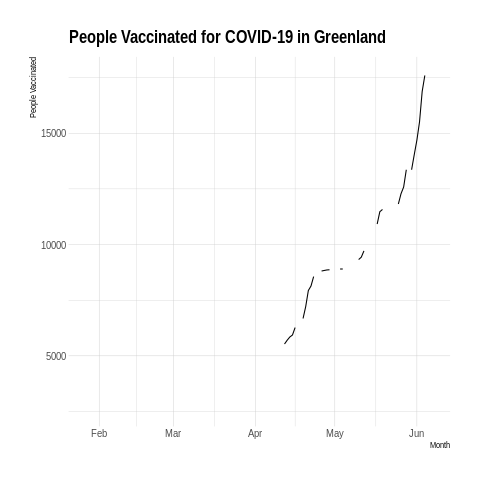 People Vaccinated for COVID-19 in Greenland
People Vaccinated
15000
10000
5000
Feb Mar Apr May Jun
Month